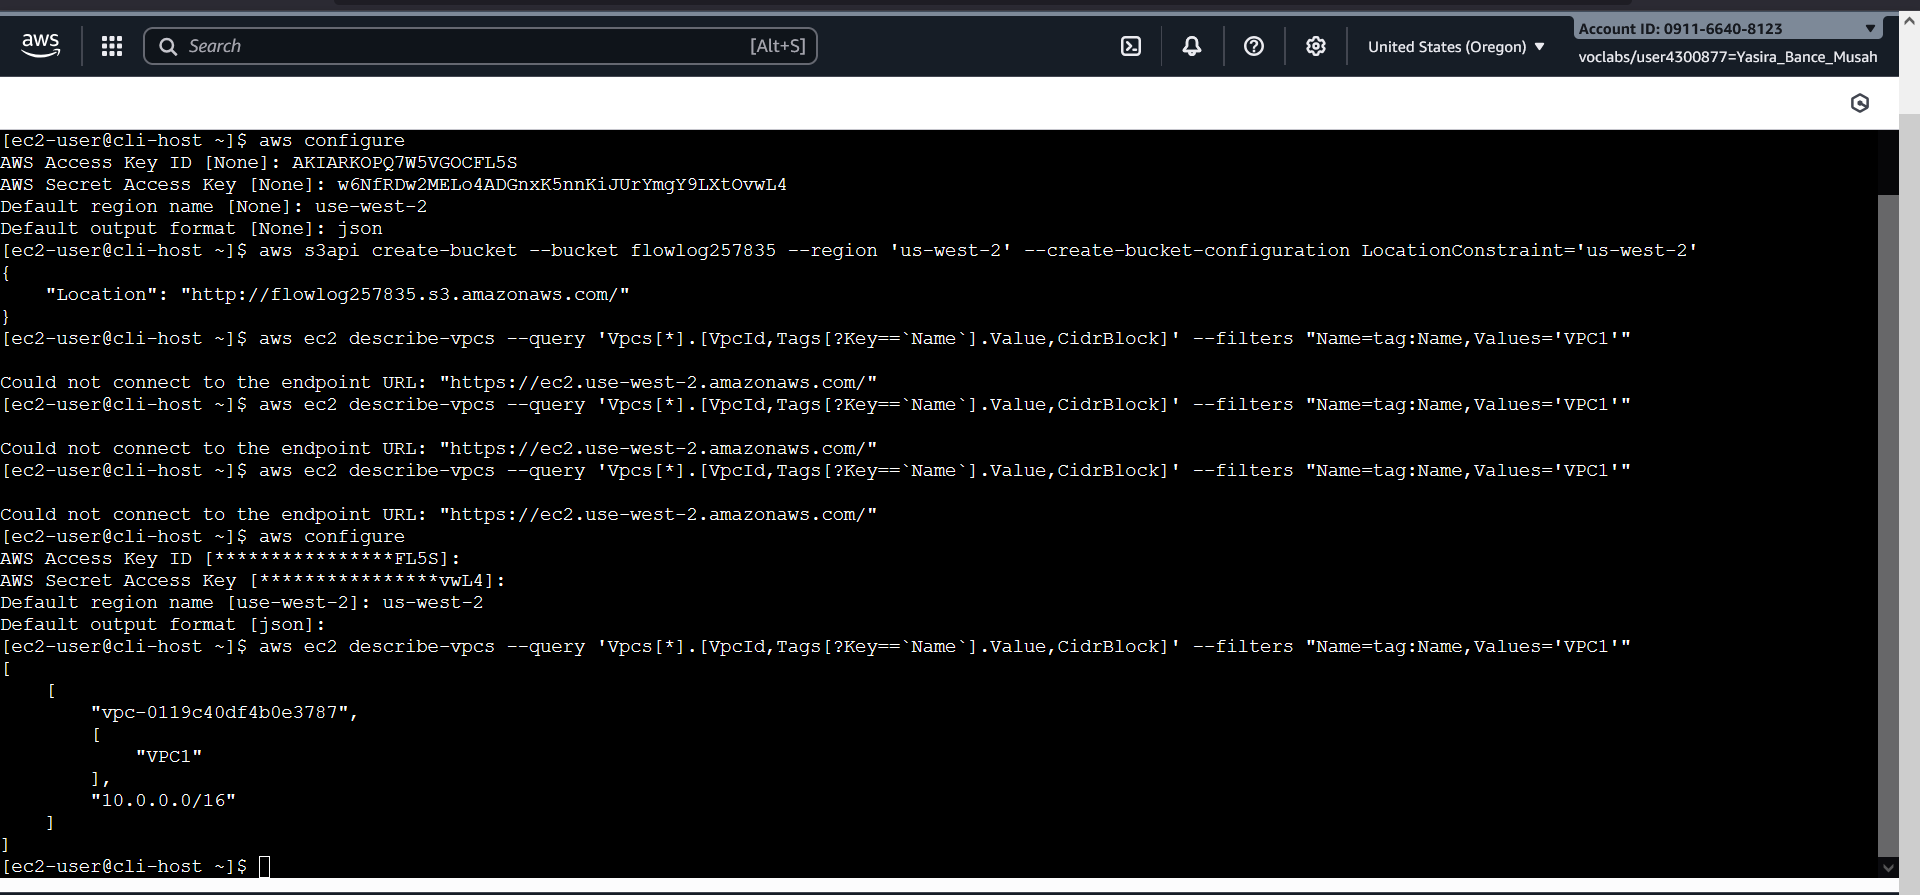 aws
Search
[Alt+S]
United States (Oregon)
Account ID: 0911-6640-8123
voclabs/user4300877=Yasira_Bance_Musah
[ec2-user@cli-host ~]$ aws configure
AWS Access Key ID [None]: AKIARKOPQ7W5VGOCFL5S
AWS Secret Access Key [None]: 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
Default region name [None]: use-west-2
Default output format [None]: json
[ec2-user@cli-host ~]$ aws s3api create-bucket --bucket flowlog257835 --region 'us-west-2' --create-bucket-configuration LocationConstraint='us-west-2'
{
    "Location": "http://flowlog257835.s3.amazonaws.com/"
}
[ec2-user@cli-host ~]$ aws ec2 describe-vpcs --query 'Vpcs[*].[VpcId,Tags[?Key==`Name`].Value,CidrBlock]' --filters "Name=tag:Name,Values='VPC1'"
Could not connect to the endpoint URL: "https://ec2.use-west-2.amazonaws.com/"
[ec2-user@cli-host ~]$ aws ec2 describe-vpcs --query 'Vpcs[*].[VpcId,Tags[?Key==`Name`].Value,CidrBlock]' --filters "Name=tag:Name,Values='VPC1'"
Could not connect to the endpoint URL: "https://ec2.use-west-2.amazonaws.com/"
[ec2-user@cli-host ~]$ aws ec2 describe-vpcs --query 'Vpcs[*].[VpcId,Tags[?Key==`Name`].Value,CidrBlock]' --filters "Name=tag:Name,Values='VPC1'"
Could not connect to the endpoint URL: "https://ec2.use-west-2.amazonaws.com/"
[ec2-user@cli-host ~]$ aws configure
AWS Access Key ID [****************FL5S]:
AWS Secret Access Key [****************vwL4]:
Default region name [use-west-2]: us-west-2
Default output format [json]:
[ec2-user@cli-host ~]$ aws ec2 describe-vpcs --query 'Vpcs[*].[VpcId,Tags[?Key==`Name`].Value,CidrBlock]' --filters "Name=tag:Name,Values='VPC1'"
[
    [
        "vpc-0119c40df4b0e3787",
        [
            "VPC1"
        ],
        "10.0.0.0/16"
    ]
]
[ec2-user@cli-host ~]$